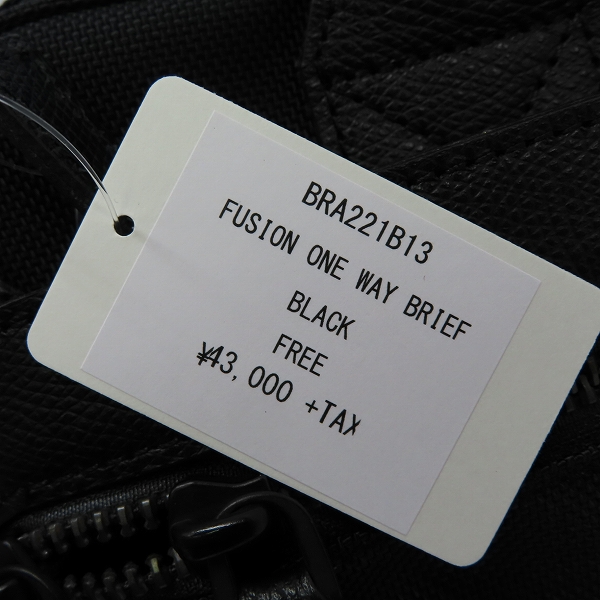 BRA221B13
FUSION ONE WAY BRIEF
BLACK
FREE
¥43,000 +TAX